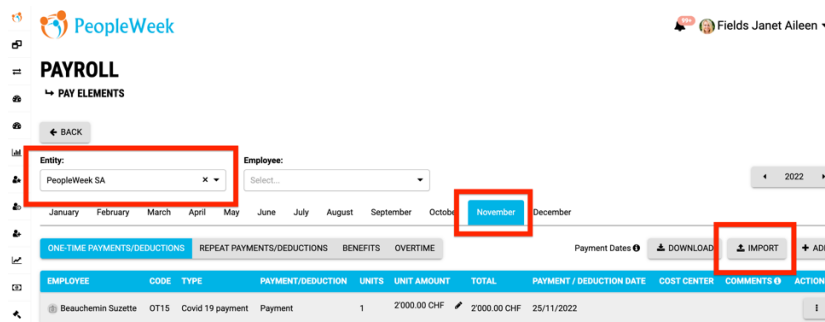 PeopleWeek
99+
Fields Janet Aileen
PAYROLL
PAY ELEMENTS
BACK
Entity: Employee:
PeopleWeek SA Select...
2022
January February March April May June July August September Octobe November December
ONE-TIME PAYMENTS/DEDUCTIONS REPEAT PAYMENTS/DEDUCTIONS BENEFITS OVERTIME Payment Dates DOWNLOAD IMPORT + ADD
EMPLOYEE CODE TYPE PAYMENT/DEDUCTION UNITS UNIT AMOUNT TOTAL PAYMENT / DEDUCTION DATE COST CENTER COMMENTS ACTION
Beauchemin Suzette OT15 Covid 19 payment Payment 1 2'000.00 CHF 2'000.00 CHF 25/11/2022